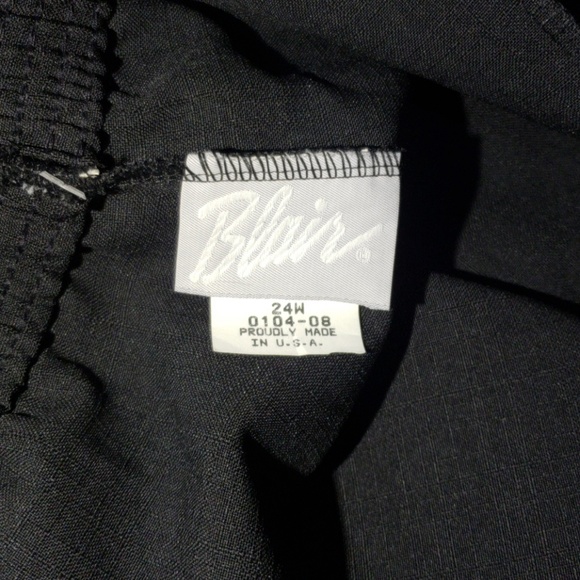 Blair®
24W
0104-08
PROUDLY MADE
IN U.S.A.